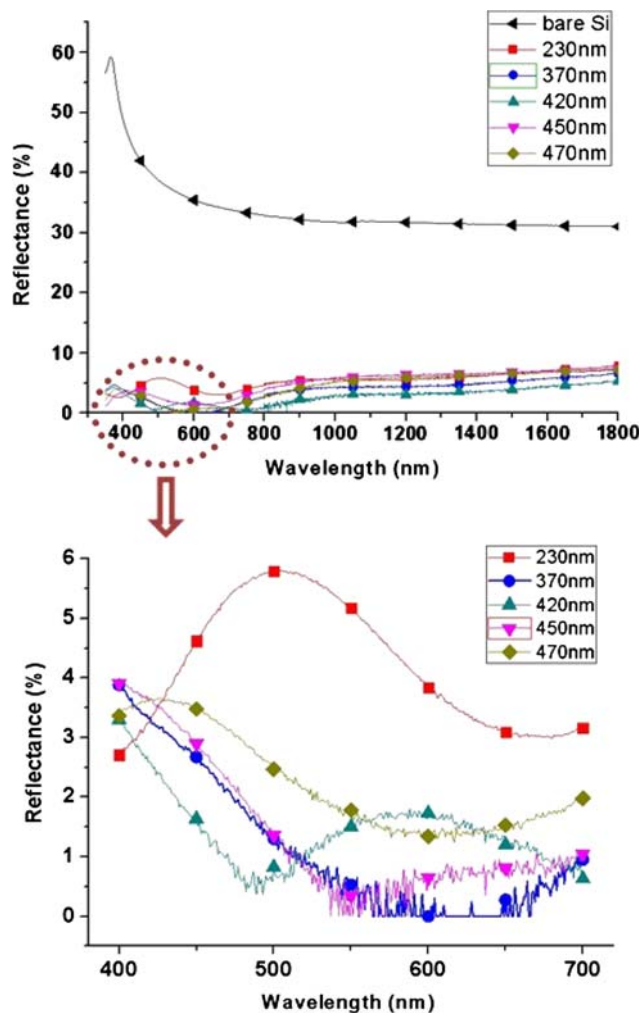 bare Si
230nm
370nm
420nm
450nm
470nm
Reflectance (%)
60
50
40
30
20
10
0
400 600 800 1000 1200 1400 1600 1800
Wavelength (nm)
230nm
370nm
420nm
450nm
470nm
Reflectance (%)
6
5
4
3
2
1
0
400 500 600 700
Wavelength (nm)